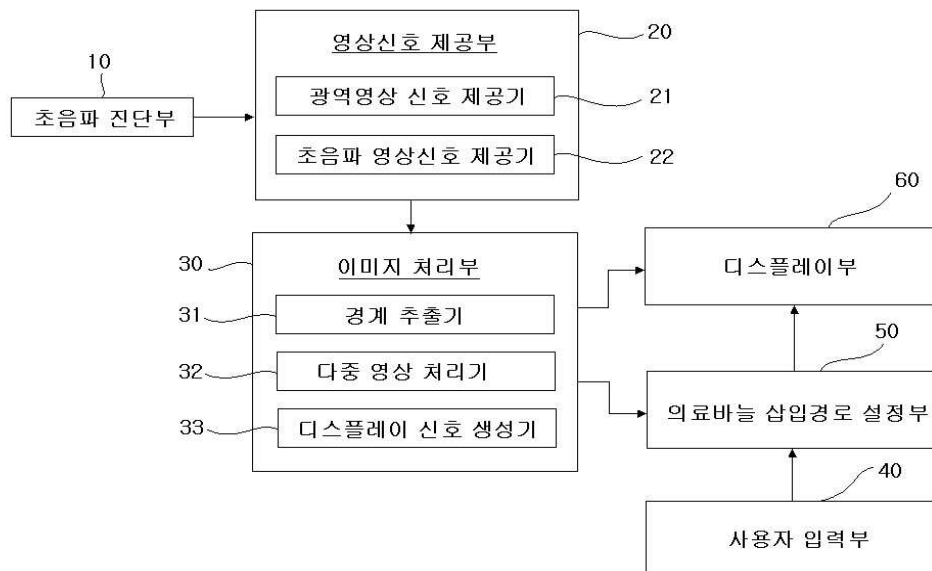 10
초음파 진단부
영상신호 제공부
20
광역영상 신호 제공기
21
초음파 영상신호 제공기
22
30
이미지 처리부
31
경계 추출기
32
다중 영상 처리기
33
디스플레이 신호 생성기
60
디스플레이부
50
의료바늘 삽입경로 설정부
40
사용자 입력부